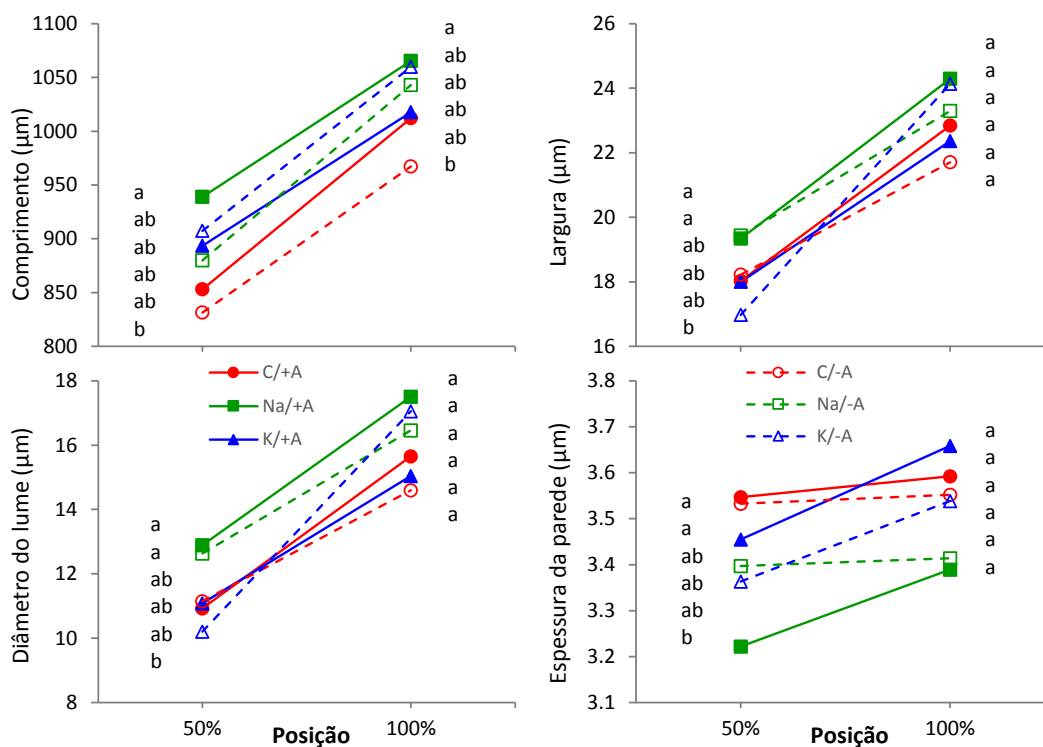 Comprimento (µm)
1100
1050
1000
950
900
850
800
a
ab
ab
ab
ab
b
a
ab
ab
ab
ab
b
Largura (µm)
26
24
22
20
18
16
a
a
ab
ab
ab
b
a
a
a
a
a
a
Diâmetro do lume (µm)
18
16
14
12
10
8
C/+A
Na/+A
K/+A
a
a
ab
ab
ab
b
a
a
a
a
a
a
50%
100%
Posição
Espessura da parede (µm)
3.8
3.7
3.6
3.5
3.4
3.3
3.2
3.1
C/-A
Na/-A
K/-A
a
a
ab
ab
ab
b
a
a
a
a
a
a
50%
100%
Posição